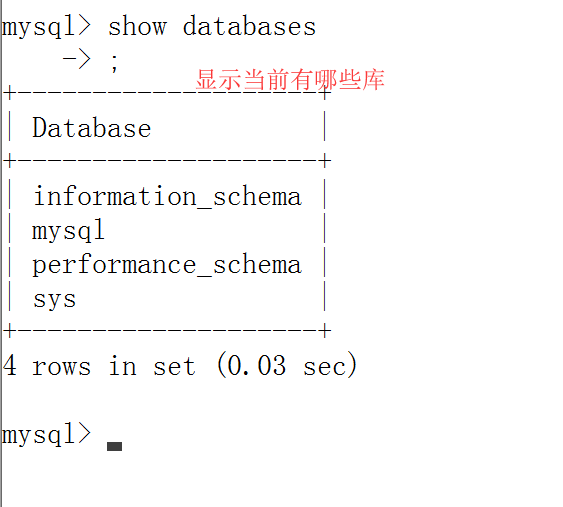 mysql> show databases
    -> ;
显示当前有哪些库
+--------------------+
| Database           |
+--------------------+
| information_schema |
| mysql              |
| performance_schema |
| sys                |
+--------------------+
4 rows in set (0.03 sec)
mysql>